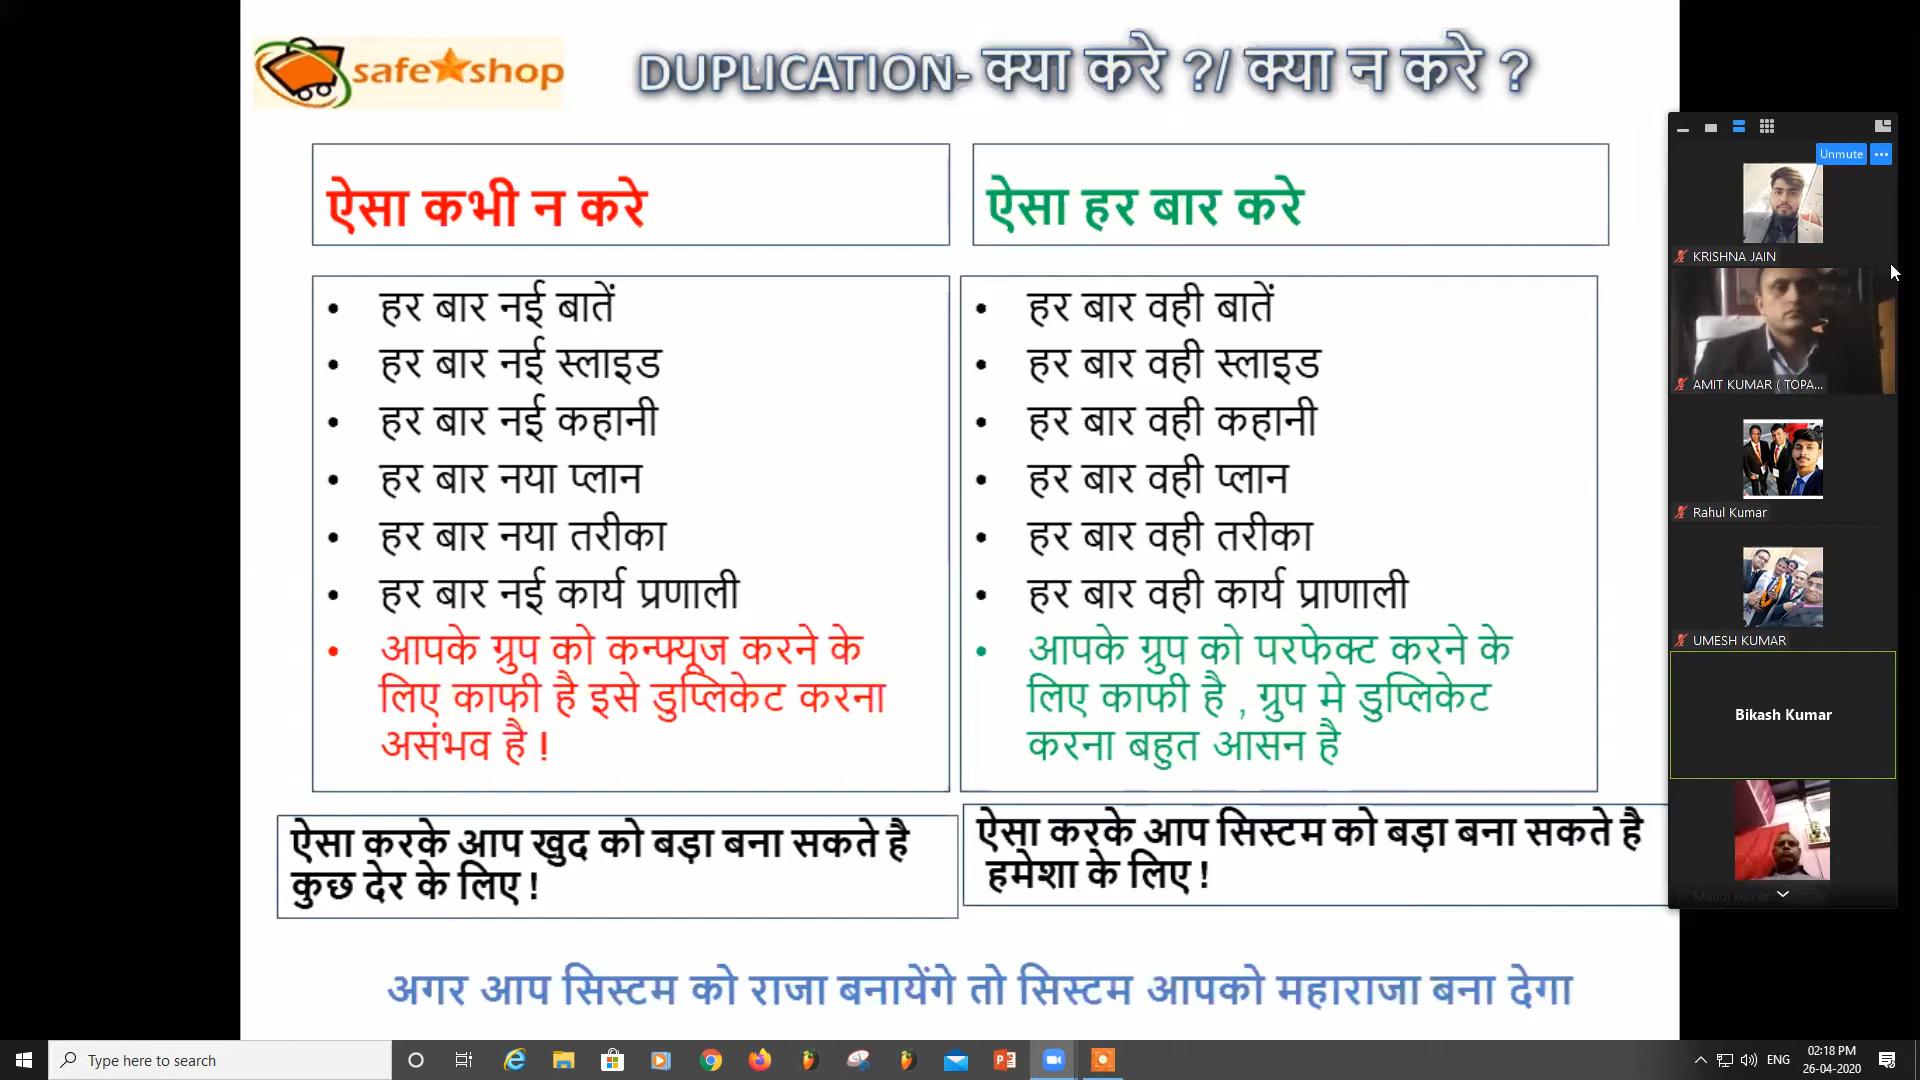 safe shop
DUPLICATION- क्या करे ?/ क्या न करे ?
ऐसा कभी न करे
ऐसा हर बार करे
• हर बार नई बातें
• हर बार नई स्लाइड
• हर बार नई कहानी
• हर बार नया प्लान
• हर बार नया तरीका
• हर बार नई कार्य प्रणाली
• आपके ग्रुप को कन्फ्यूज करने के
लिए काफी है इसे डुप्लिकेट करना
असंभव है !
• हर बार वही बातें
• हर बार वही स्लाइड
• हर बार वही कहानी
• हर बार वही प्लान
• हर बार वही तरीका
• हर बार वही कार्य प्राणाली
• आपके ग्रुप को परफेक्ट करने के
लिए काफी है , ग्रुप मे डुप्लिकेट
करना बहुत आसन है
ऐसा करके आप खुद को बड़ा बना सकते है
कुछ देर के लिए !
ऐसा करके आप सिस्टम को बड़ा बना सकते है
हमेशा के लिए !
अगर आप सिस्टम को राजा बनायेंगे तो सिस्टम आपको महाराजा बना देगा
Unmute
KRISHNA JAIN
AMIT KUMAR ( TOPA...
Rahul Kumar
UMESH KUMAR
Bikash Kumar
Manoj kumar
Type here to search
ENG
02:18 PM
26-04-2020